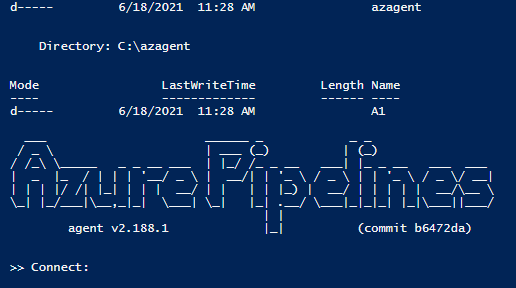 d----- 6/18/2021 11:28 AM azagent
Directory: C:\azagent
Mode LastWriteTime Length Name
---- ------------- ------ ----
d----- 6/18/2021 11:28 AM A1
Azure Pipelines
agent v2.188.1 (commit b6472da)
>> Connect: